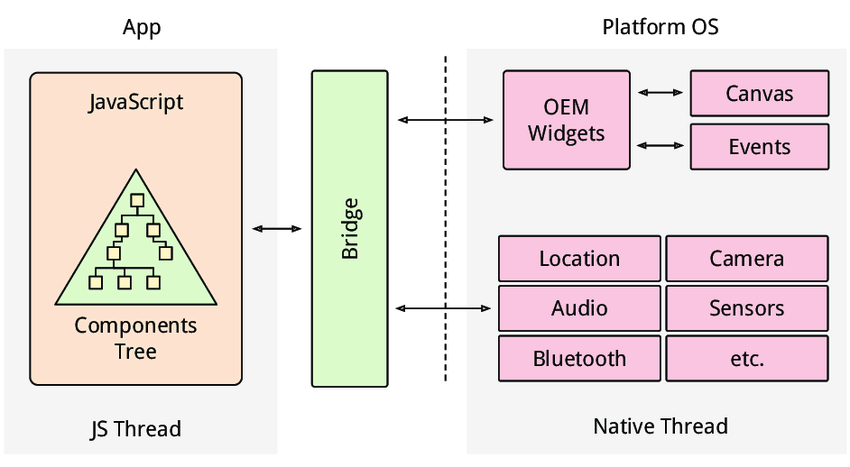 App
Platform OS
JavaScript
Components
Tree
JS Thread
Bridge
OEM
Widgets
Canvas
Events
Location
Camera
Audio
Sensors
Bluetooth
etc.
Native Thread